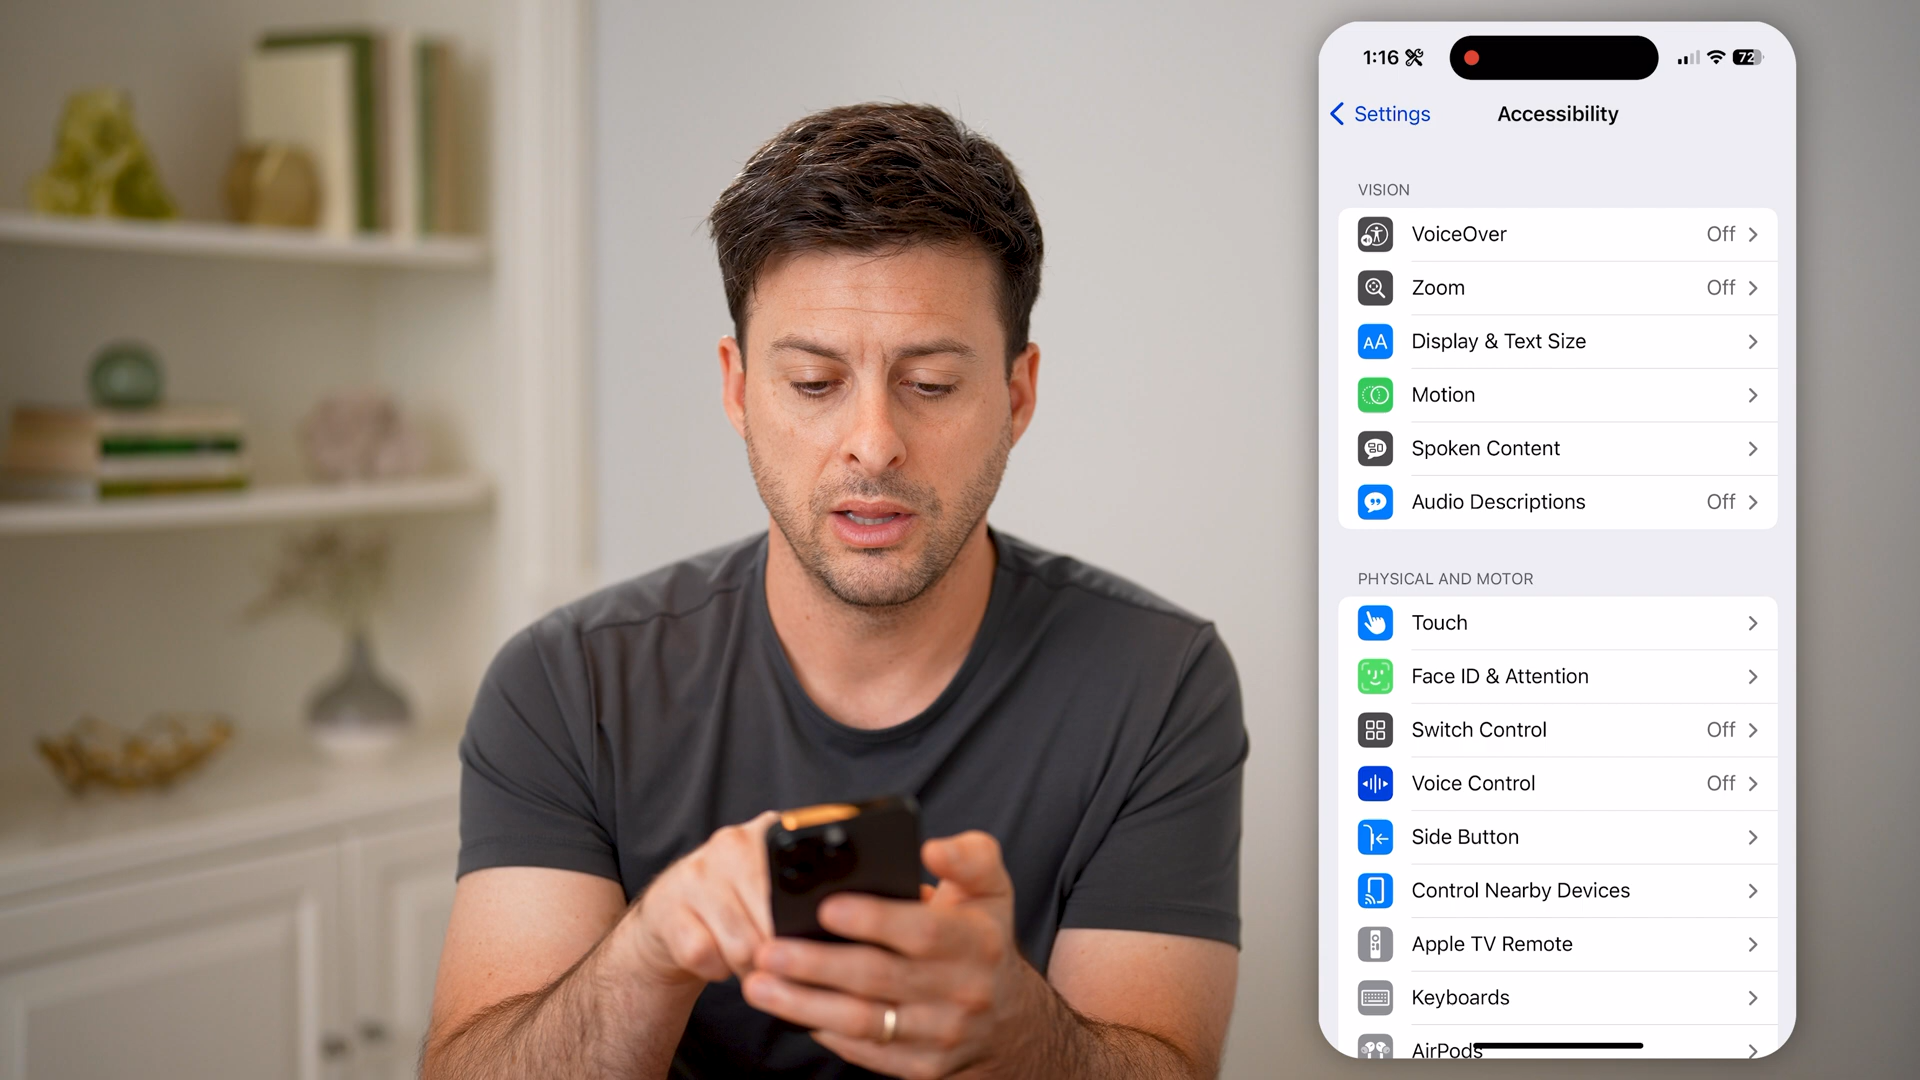 1:16
72
Settings
Accessibility
VISION
VoiceOver
Off
Zoom
Off
AA
Display & Text Size
Motion
Spoken Content
Audio Descriptions
Off
PHYSICAL AND MOTOR
Touch
Face ID & Attention
Switch Control
Off
Voice Control
Off
Side Button
Control Nearby Devices
Apple TV Remote
Keyboards
AirPods